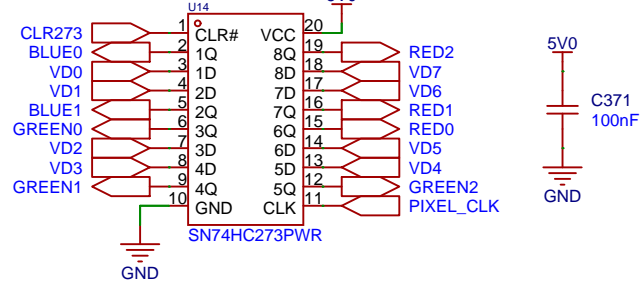 U14
CLR273 1 CLR# VCC 20
BLUE0 2 1Q 8Q 19 RED2
VD0 3 1D 8D 18 VD7
VD1 4 2D 7D 17 VD6
BLUE1 5 2Q 7Q 16 RED1
GREEN0 6 3Q 6Q 15 RED0
VD2 7 3D 6D 14 VD5
VD3 8 4D 5D 13 VD4
GREEN1 9 4Q 5Q 12 GREEN2
10 GND CLK 11 PIXEL_CLK
SN74HC273PWR
GND
5V0
C371
100nF
GND